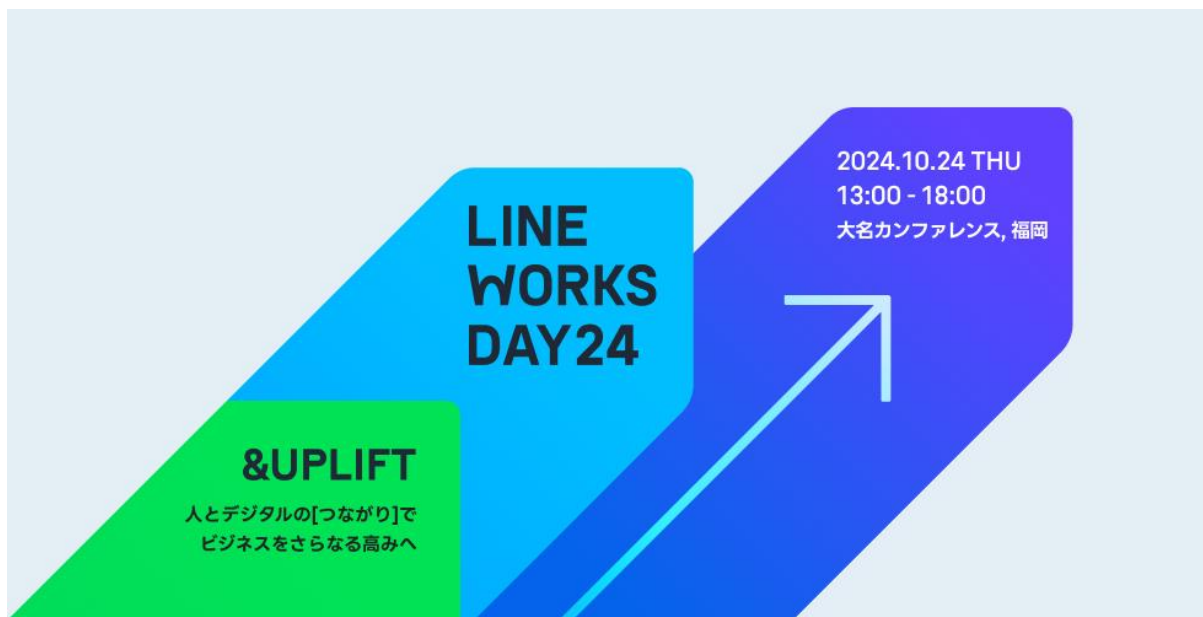 LINE
WORKS
DAY24
2024.10.24 THU
13:00 - 18:00
大名カンファレンス, 福岡
&UPLIFT
人とデジタルの[つながり]で
ビジネスをさらなる高みへ